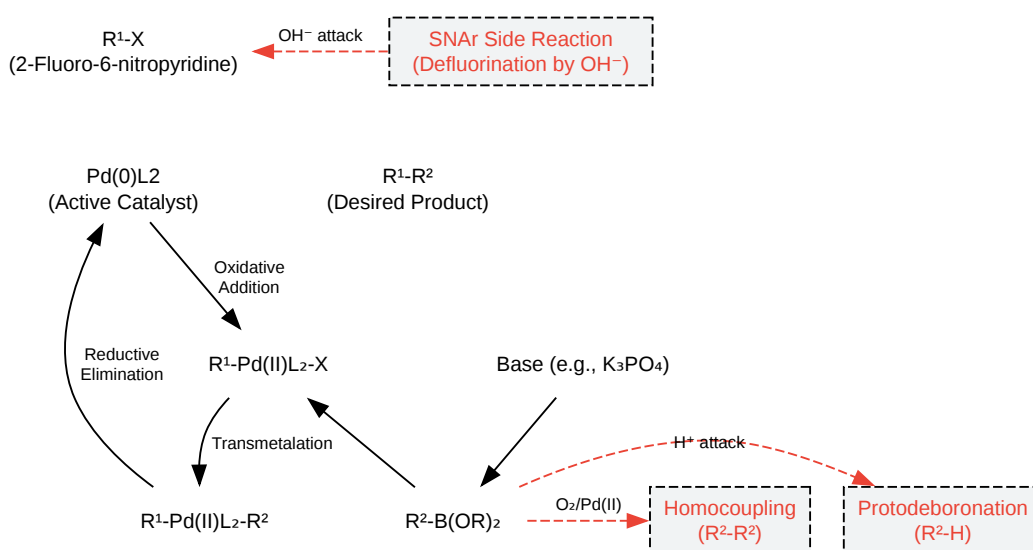 R¹-X
(2-Fluoro-6-nitropyridine)
OH⁻ attack
SNAr Side Reaction
(Defluorination by OH⁻)
Pd(0)L2
(Active Catalyst)
R¹-R²
(Desired Product)
Oxidative
Addition
Reductive
Elimination
R¹-Pd(II)L₂-X
Base (e.g., K₃PO₄)
Transmetalation
H⁺ attack
R¹-Pd(II)L₂-R²
R²-B(OR)₂
O₂/Pd(II)
Homocoupling
(R²-R²)
Protodeboronation
(R²-H)